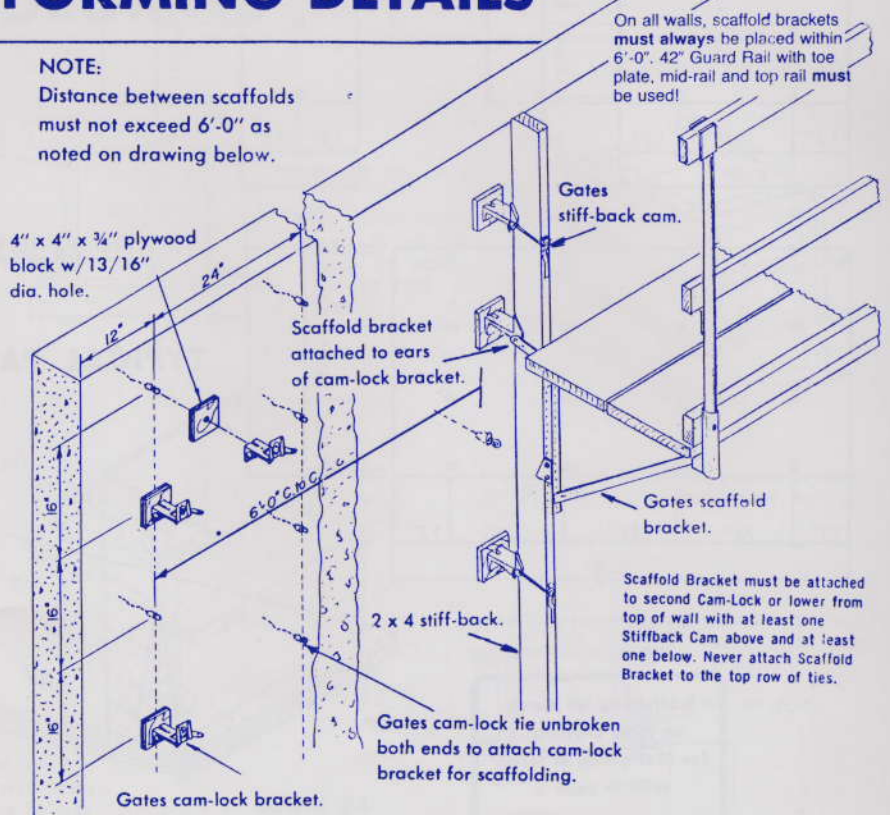 FORMING DETAILS
On all walls, scaffold brackets
must always be placed within
6'-0". 42" Guard Rail with toe
plate, mid-rail and top rail must
be used!
NOTE:
Distance between scaffolds
must not exceed 6'-0" as
noted on drawing below.
4" x 4" x ¾" plywood
block w/13/16"
dia. hole.
Gates
stiff-back cam.
24"
12"
Scaffold bracket
attached to ears
of cam-lock bracket.
6'-0" C. to C.
16"
16"
16"
Gates scaffold
bracket.
2 x 4 stiff-back.
Scaffold Bracket must be attached
to second Cam-Lock or lower from
top of wall with at least one
Stiffback Cam above and at least
one below. Never attach Scaffold
Bracket to the top row of ties.
Gates cam-lock tie unbroken
both ends to attach cam-lock
bracket for scaffolding.
Gates cam-lock bracket.